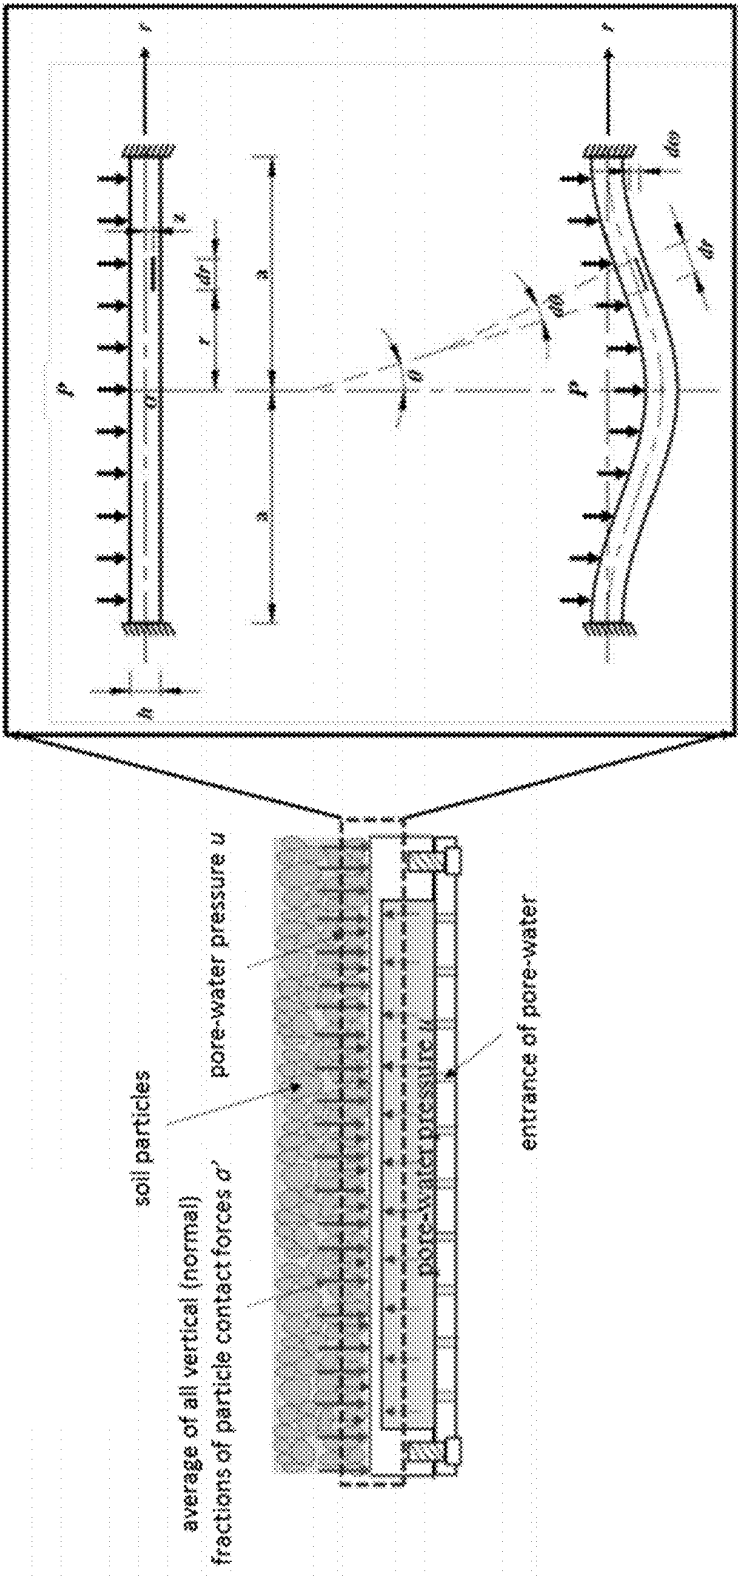 average of all vertical (normal)
fractions of particle contact forces σ'
soil particles
pore-water pressure u
pore-water pressure u
entrance of pore-water
h
P
O
r
dr
z
r
a
a
θ
dθ
P
r
dω
dr